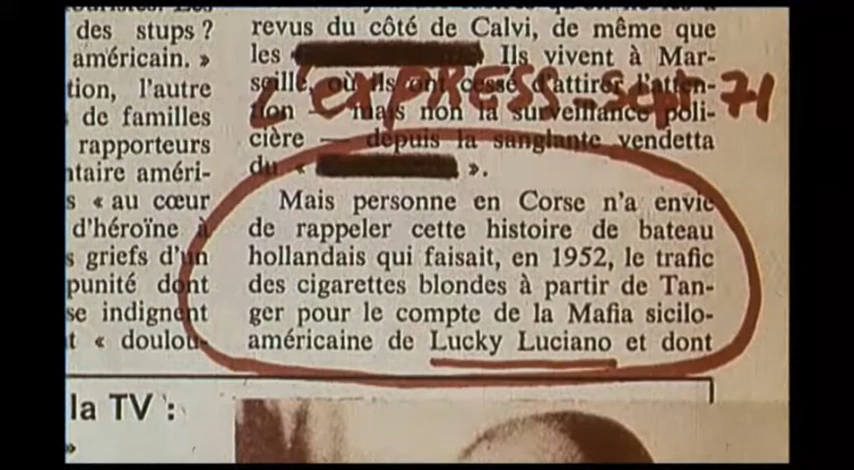 des stups ?
américain. »
tion, l'autre
de familles
rapporteurs
ntaire améri-
s « au cœur
d'héroïne à
s griefs d'un
punité dont
se indignent
t « doulou-
revus du côté de Calvi, de même que
les Ils vivent à Mar-
seille, où ils ont cessé d'attirer l'atten-
tion — mais non la surveillance poli-
cière — depuis la sanglante vendetta
du « ».
Mais personne en Corse n'a envie
de rappeler cette histoire de bateau
hollandais qui faisait, en 1952, le trafic
des cigarettes blondes à partir de Tan-
ger pour le compte de la Mafia sicilo-
américaine de Lucky Luciano et dont
L'EXPRESS - Sept 71
la TV :
»